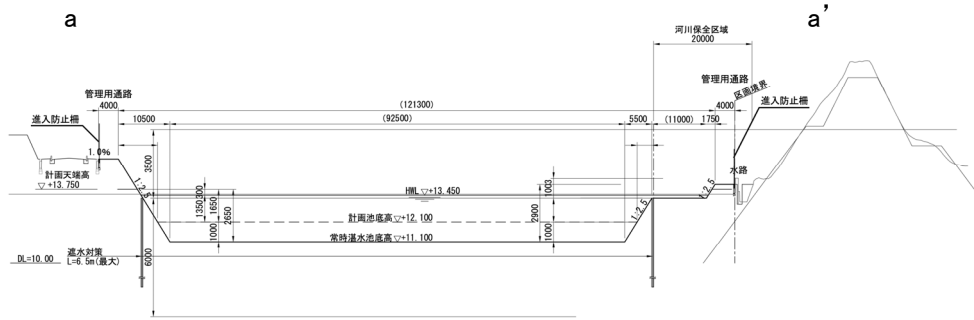 a
a’
河川保全区域
20000
管理用通路
4000
(121300)
管理用通路
4000
区画境界
進入防止柵
進入防止柵
10500
(92500)
5500
(11000)
1750
1.0%
計画天端高
▽+13.750
3500
1:2.5
300
1350
1650
2650
1000
HWL ▽+13.450
計画池底高▽+12.100
常時湛水池底高▽+11.100
1003
2900
1000
1:2.5
1:2.5
水路
DL=10.00
遮水対策
L=6.5m(最大)
6000